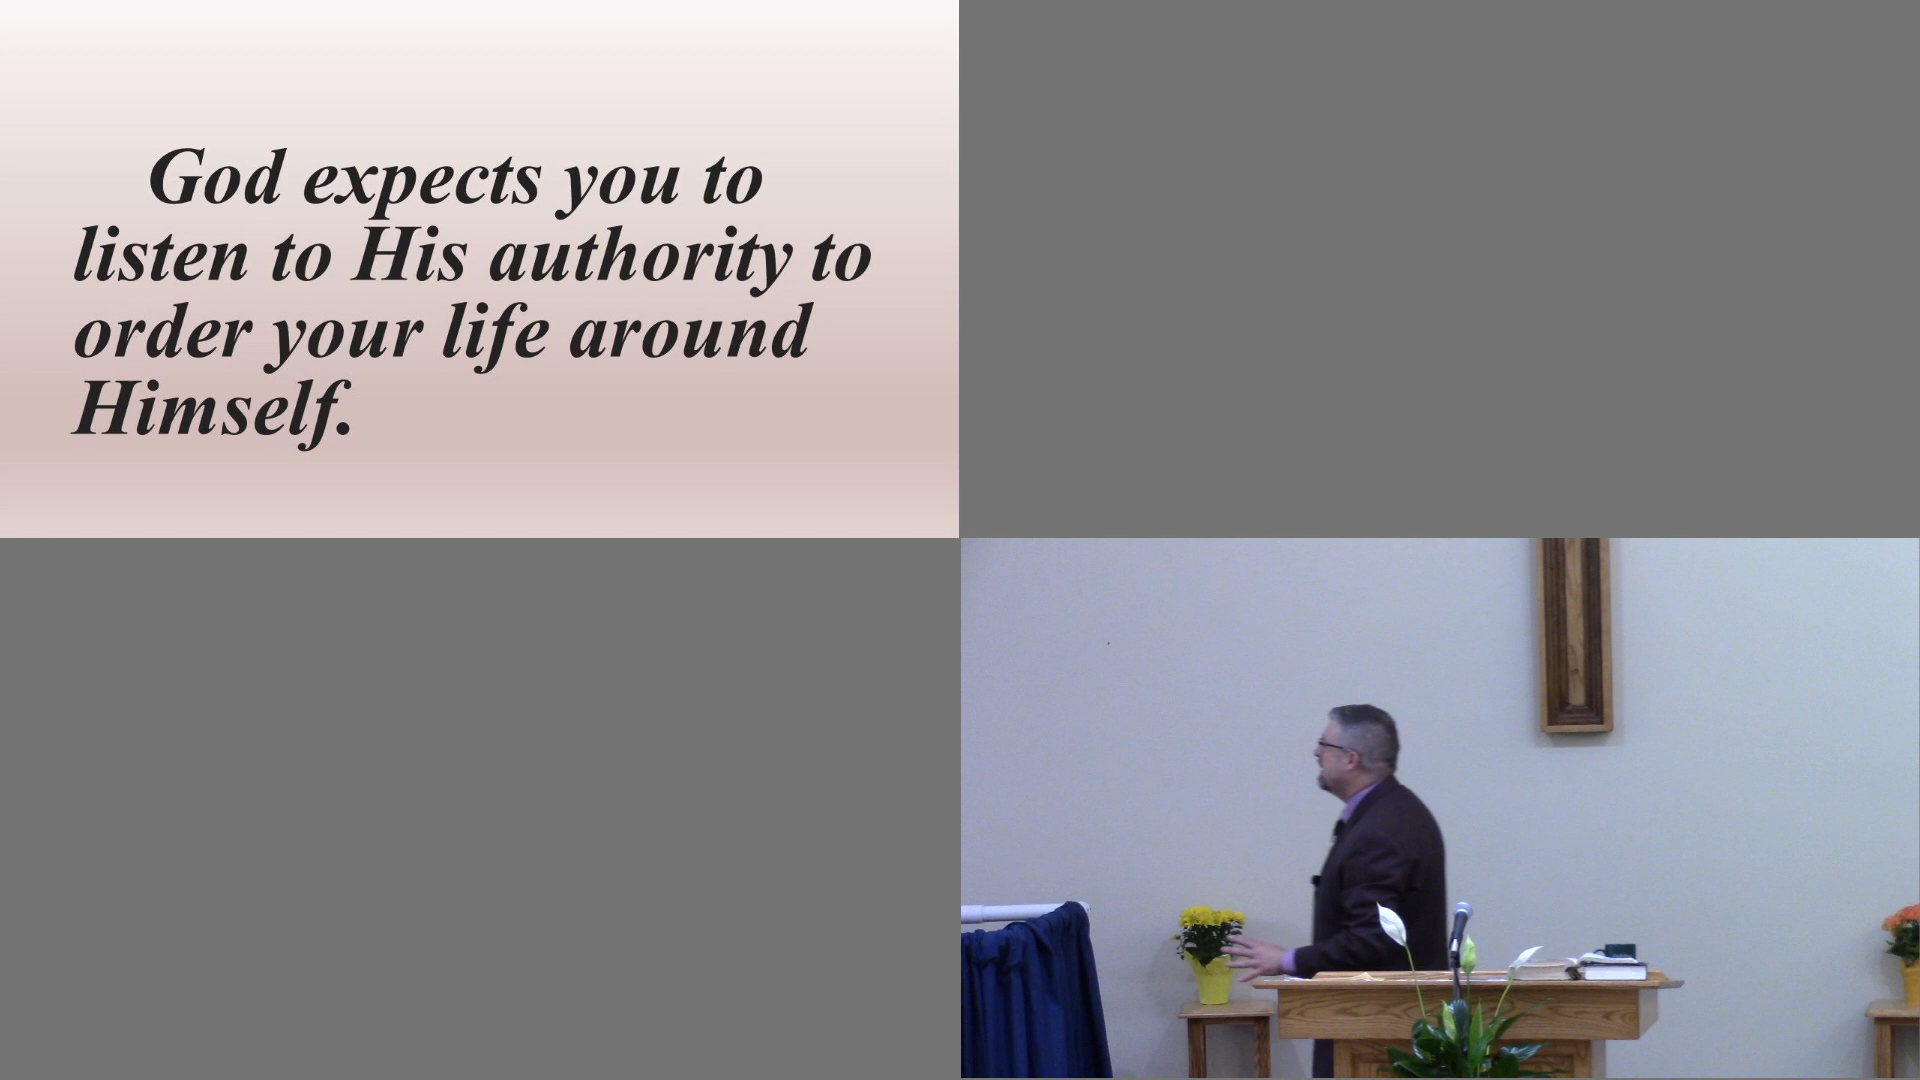 God expects you to
listen to His authority to
order your life around
Himself.